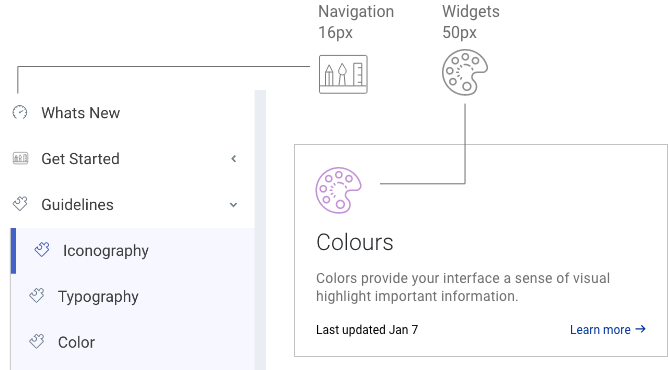 Navigation
16px
Widgets
50px
Whats New
Get Started
Guidelines
Iconography
Typography
Color
Colours
Colors provide your interface a sense of visual
highlight important information.
Last updated Jan 7
Learn more →